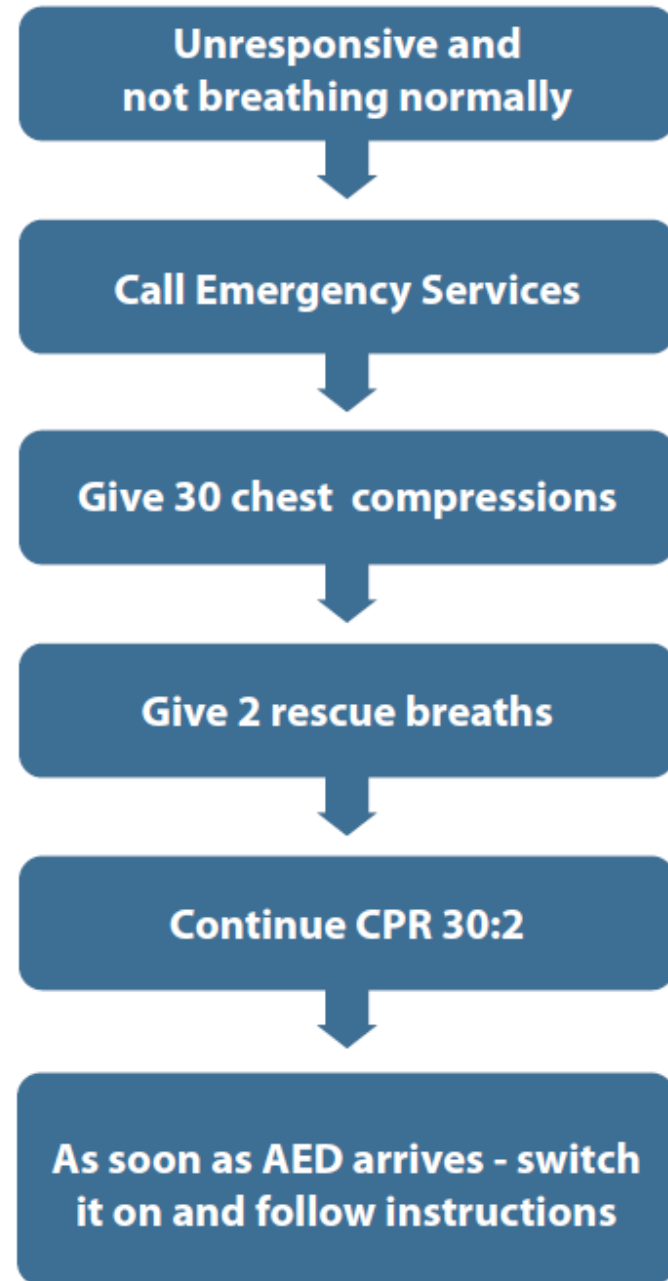 Unresponsive and
not breathing normally
Call Emergency Services
Give 30 chest compressions
Give 2 rescue breaths
Continue CPR 30:2
As soon as AED arrives - switch
it on and follow instructions